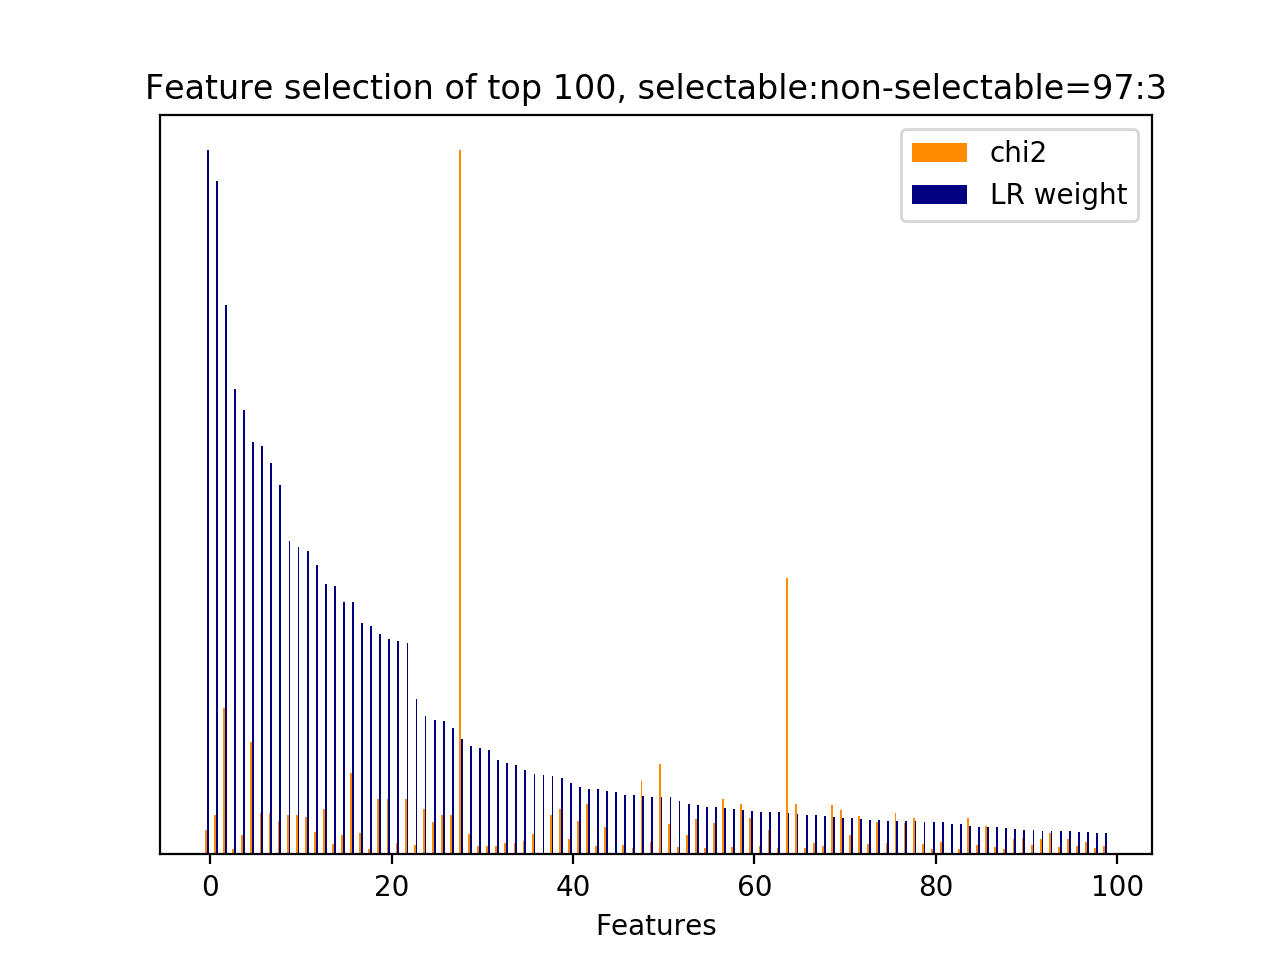 Feature selection of top 100, selectable:non-selectable=97:3
chi2
LR weight
0 20 40 60 80 100
Features